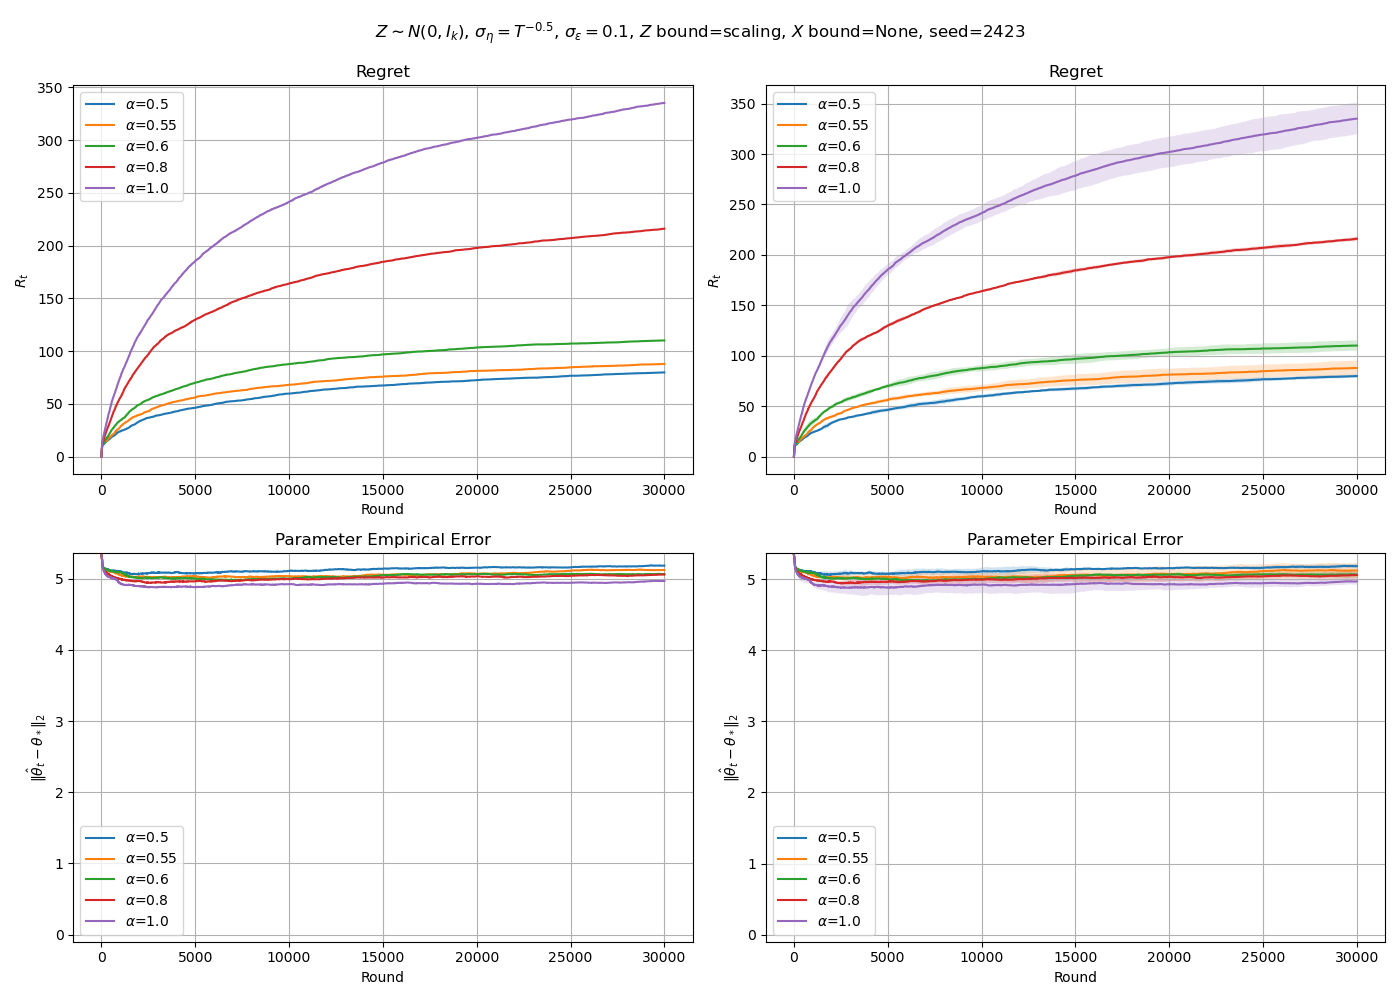 Z ~ N(0, I_k), σ_η = T^{-0.5}, σ_ε = 0.1, Z bound=scaling, X bound=None, seed=2423
Regret
R_t
350
300
250
200
150
100
50
0
α=0.5
α=0.55
α=0.6
α=0.8
α=1.0
0 5000 10000 15000 20000 25000 30000
Round
Regret
R_t
350
300
250
200
150
100
50
0
α=0.5
α=0.55
α=0.6
α=0.8
α=1.0
0 5000 10000 15000 20000 25000 30000
Round
Parameter Empirical Error
‖θ̂_t − θ_*‖_2
5
4
3
2
1
0
α=0.5
α=0.55
α=0.6
α=0.8
α=1.0
0 5000 10000 15000 20000 25000 30000
Round
Parameter Empirical Error
‖θ̂_t − θ_*‖_2
5
4
3
2
1
0
α=0.5
α=0.55
α=0.6
α=0.8
α=1.0
0 5000 10000 15000 20000 25000 30000
Round